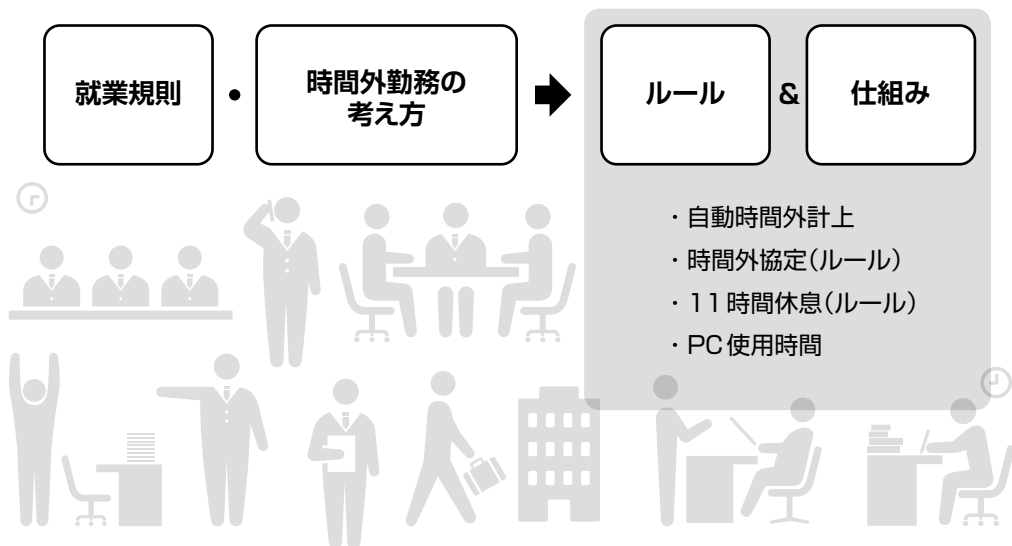 就業規則
・
時間外勤務の
考え方
ルール
&
仕組み
・自動時間外計上
・時間外協定(ルール)
・11時間休息(ルール)
・PC使用時間